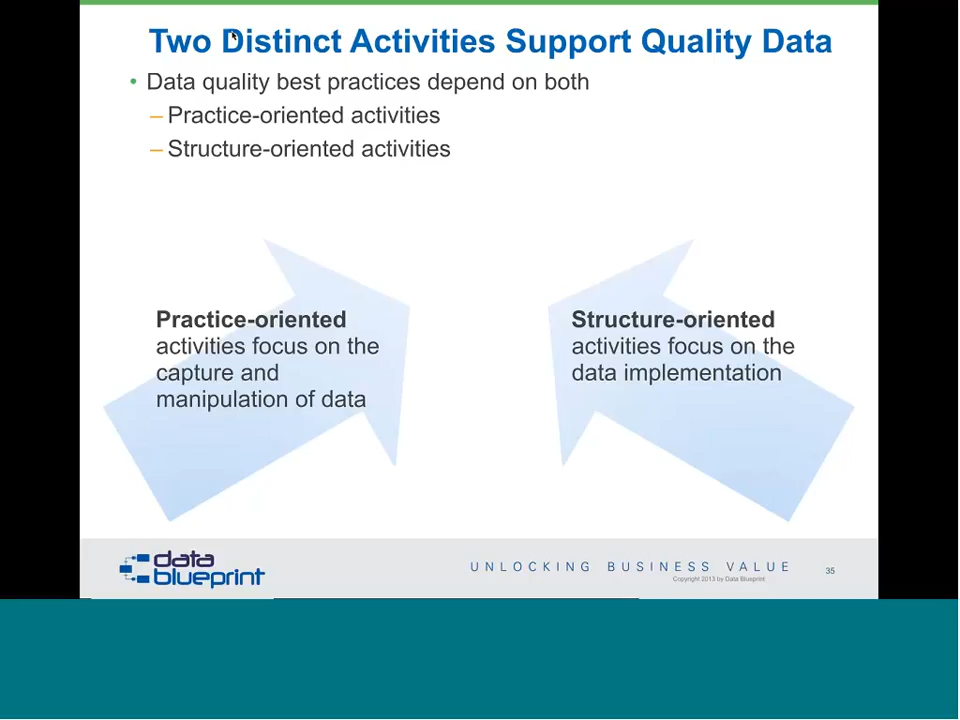 Two Distinct Activities Support Quality Data
• Data quality best practices depend on both
– Practice-oriented activities
– Structure-oriented activities
Practice-oriented
activities focus on the
capture and
manipulation of data
Structure-oriented
activities focus on the
data implementation
data
blueprint
UNLOCKING BUSINESS VALUE
Copyright 2013 by Data Blueprint
35